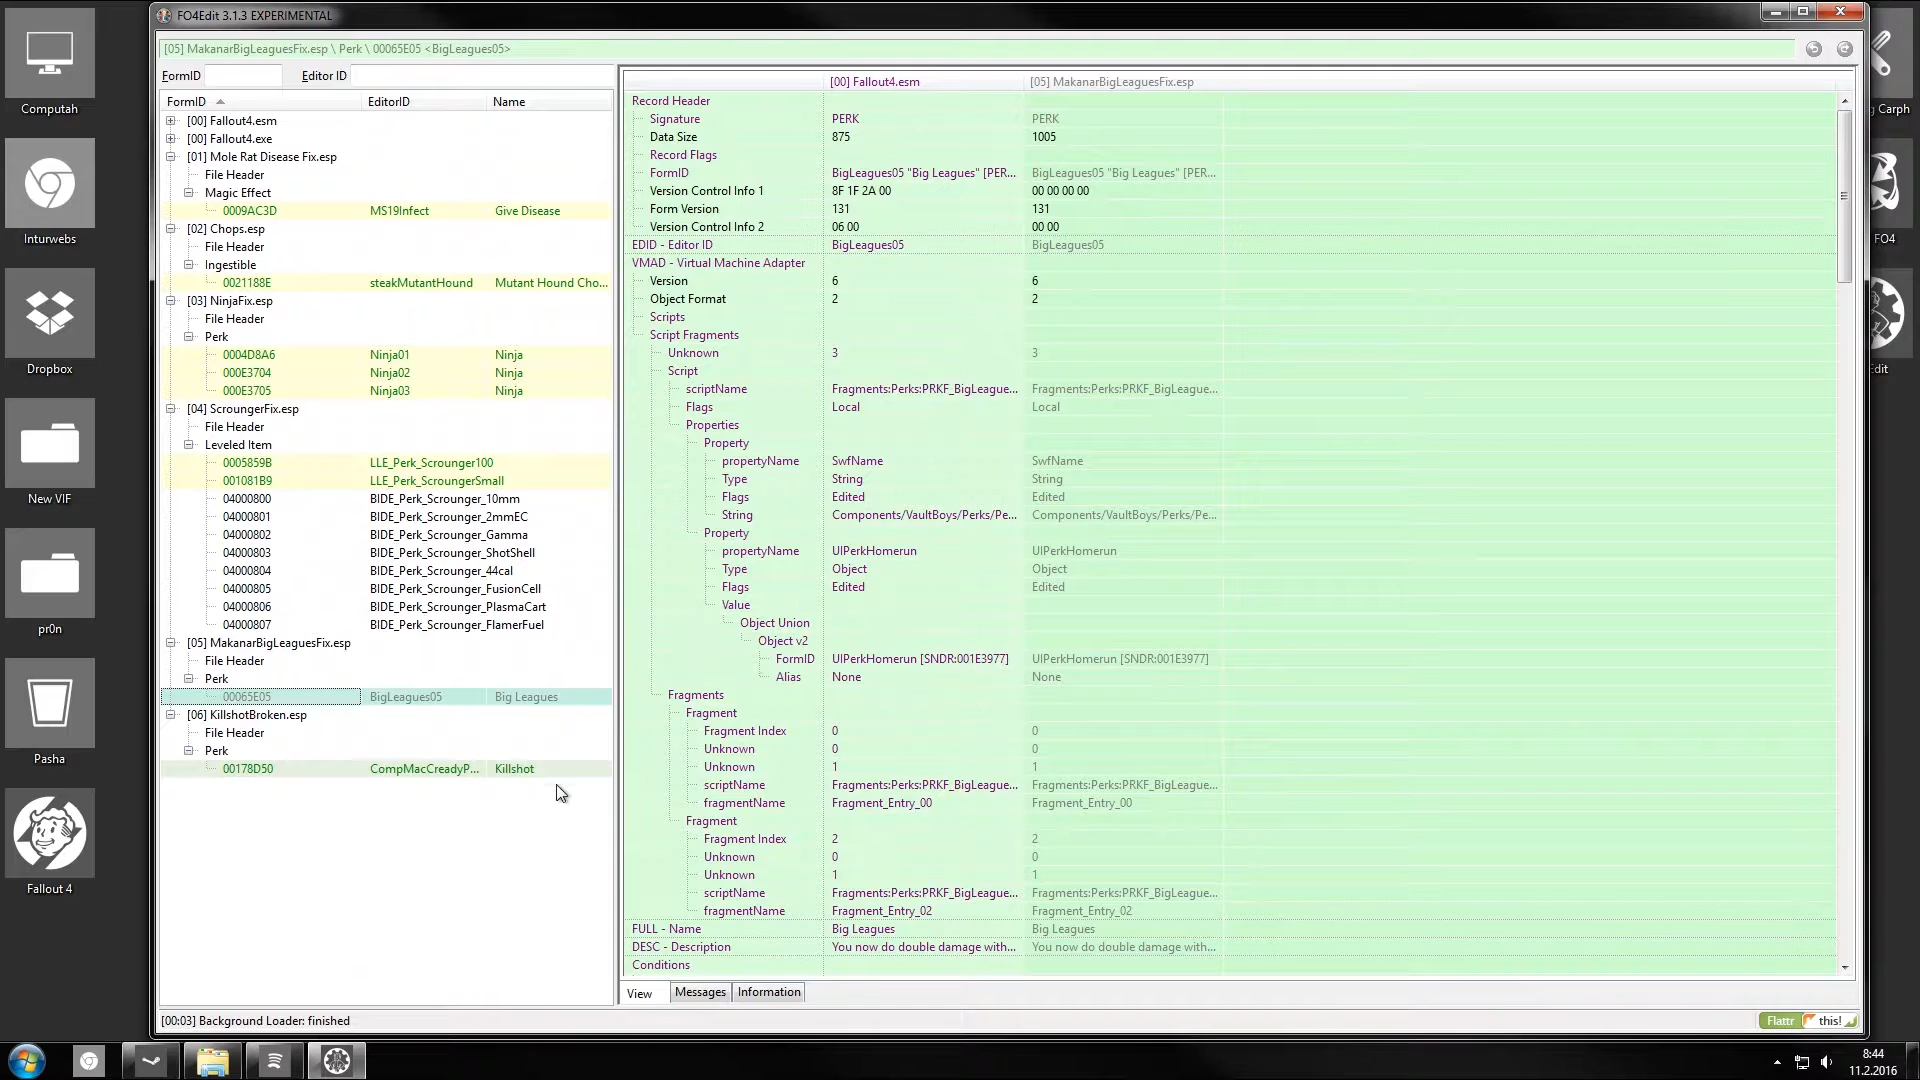 FO4Edit 3.1.3 EXPERIMENTAL
[05] MakanarBigLeaguesFix.esp \ Perk \ 00065E05 <BigLeagues05>
FormID
Editor ID
FormID EditorID Name
[00] Fallout4.esm
[00] Fallout4.exe
[01] Mole Rat Disease Fix.esp
File Header
Magic Effect
0009AC3D MS19Infect Give Disease
[02] Chops.esp
File Header
Ingestible
0021188E steakMutantHound Mutant Hound Cho...
[03] NinjaFix.esp
File Header
Perk
0004D8A6 Ninja01 Ninja
000E3704 Ninja02 Ninja
000E3705 Ninja03 Ninja
[04] ScroungerFix.esp
File Header
Leveled Item
0005859B LLE_Perk_Scrounger100
001081B9 LLE_Perk_ScroungerSmall
04000800 BIDE_Perk_Scrounger_10mm
04000801 BIDE_Perk_Scrounger_2mmEC
04000802 BIDE_Perk_Scrounger_Gamma
04000803 BIDE_Perk_Scrounger_ShotShell
04000804 BIDE_Perk_Scrounger_44cal
04000805 BIDE_Perk_Scrounger_FusionCell
04000806 BIDE_Perk_Scrounger_PlasmaCart
04000807 BIDE_Perk_Scrounger_FlamerFuel
[05] MakanarBigLeaguesFix.esp
File Header
Perk
00065E05 BigLeagues05 Big Leagues
[06] KillshotBroken.esp
File Header
Perk
00178D50 CompMacCreadyP... Killshot
[00] Fallout4.esm [05] MakanarBigLeaguesFix.esp
Record Header
Signature PERK PERK
Data Size 875 1005
Record Flags
FormID BigLeagues05 "Big Leagues" [PER... BigLeagues05 "Big Leagues" [PER...
Version Control Info 1 8F 1F 2A 00 00 00 00 00
Form Version 131 131
Version Control Info 2 06 00 00 00
EDID - Editor ID BigLeagues05 BigLeagues05
VMAD - Virtual Machine Adapter
Version 6 6
Object Format 2 2
Scripts
Script Fragments
Unknown 3 3
Script
scriptName Fragments:Perks:PRKF_BigLeague... Fragments:Perks:PRKF_BigLeague...
Flags Local Local
Properties
Property
propertyName SwfName SwfName
Type String String
Flags Edited Edited
String Components/VaultBoys/Perks/Pe... Components/VaultBoys/Perks/Pe...
Property
propertyName UIPerkHomerun UIPerkHomerun
Type Object Object
Flags Edited Edited
Value
Object Union
Object v2
FormID UIPerkHomerun [SNDR:001E3977] UIPerkHomerun [SNDR:001E3977]
Alias None None
Fragments
Fragment
Fragment Index 0 0
Unknown 0 0
Unknown 1 1
scriptName Fragments:Perks:PRKF_BigLeague... Fragments:Perks:PRKF_BigLeague...
fragmentName Fragment_Entry_00 Fragment_Entry_00
Fragment
Fragment Index 2 2
Unknown 0 0
Unknown 1 1
scriptName Fragments:Perks:PRKF_BigLeague... Fragments:Perks:PRKF_BigLeague...
fragmentName Fragment_Entry_02 Fragment_Entry_02
FULL - Name Big Leagues Big Leagues
DESC - Description You now do double damage with... You now do double damage with...
Conditions
View Messages Information
[00:03] Background Loader: finished
Flattr this!
Computah
Inturwebs
Dropbox
New VIF
pr0n
Pasha
Fallout 4
g Carph
FO4
Edit
8:44
11.2.2016